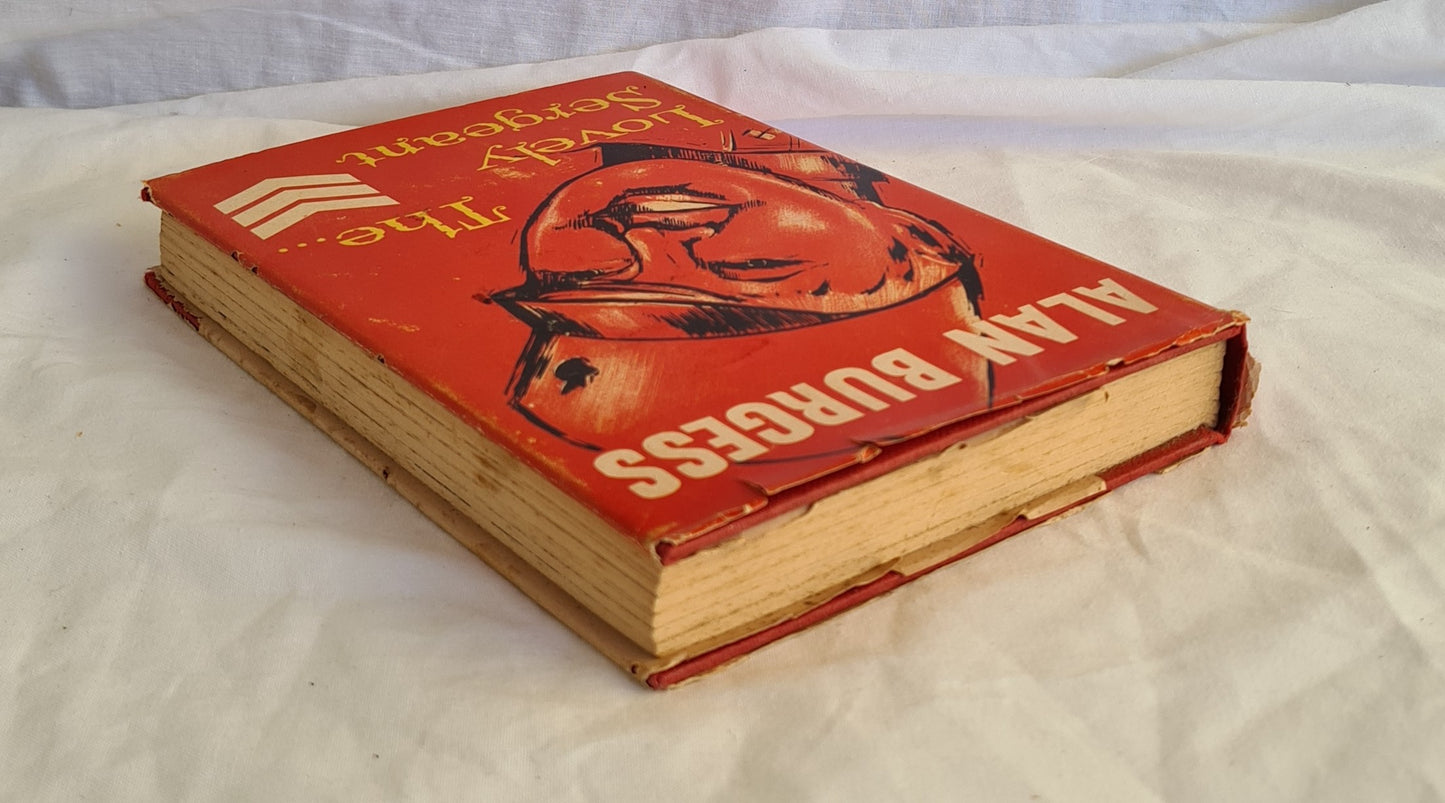 ALAN BURGESS
The...
Lovely
Sergeant